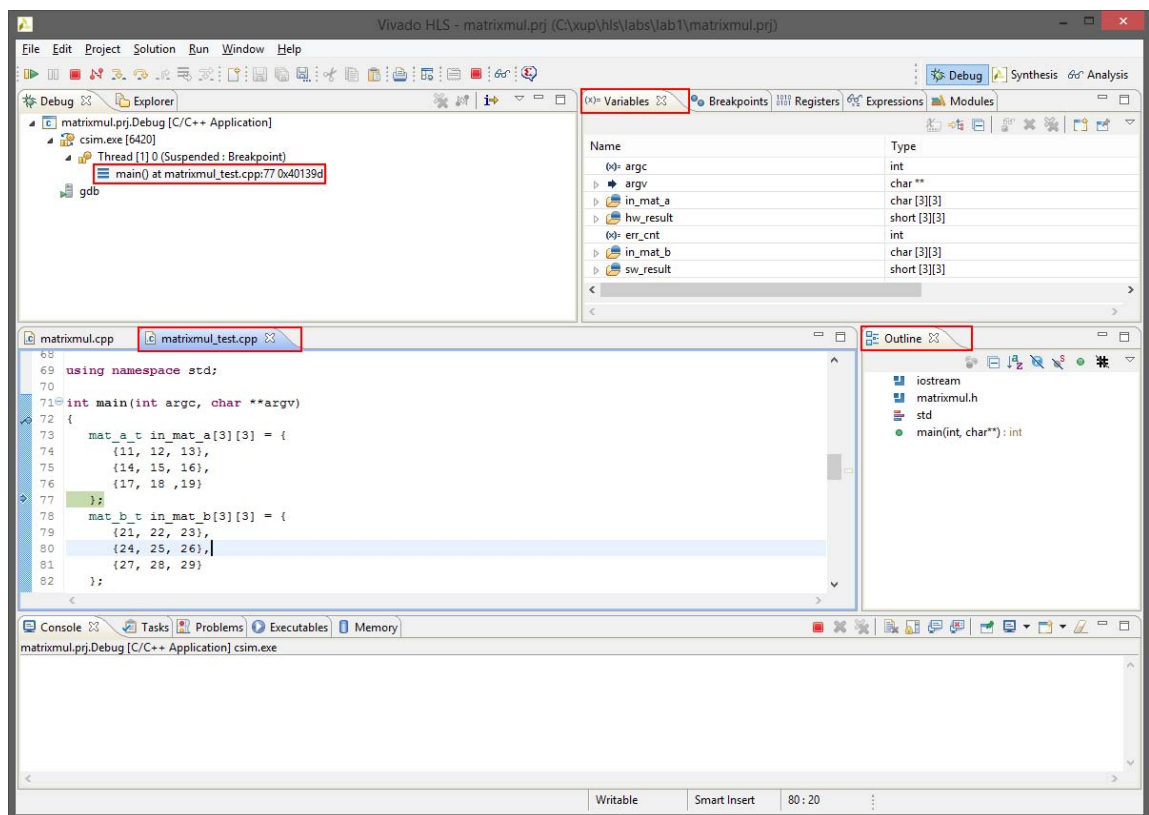 Vivado HLS - matrixmul.prj (C:\xup\hls\labs\lab1\matrixmul.prj)
File Edit Project Solution Run Window Help
Debug Synthesis Analysis
Debug Explorer
matrixmul.prj.Debug [C/C++ Application]
csim.exe [6420]
Thread [1] 0 (Suspended : Breakpoint)
main() at matrixmul_test.cpp:77 0x40139d
gdb
(x)= Variables Breakpoints Registers Expressions Modules
Name Type
(x)= argc int
argv char **
in_mat_a char [3][3]
hw_result short [3][3]
(x)= err_cnt int
in_mat_b char [3][3]
sw_result short [3][3]
matrixmul.cpp matrixmul_test.cpp
68
69 using namespace std;
70
71 int main(int argc, char **argv)
72 {
73 mat_a_t in_mat_a[3][3] = {
74 {11, 12, 13},
75 {14, 15, 16},
76 {17, 18 ,19}
77 };
78 mat_b_t in_mat_b[3][3] = {
79 {21, 22, 23},
80 {24, 25, 26},
81 {27, 28, 29}
82 };
Outline
iostream
matrixmul.h
std
main(int, char**) : int
Console Tasks Problems Executables Memory
matrixmul.prj.Debug [C/C++ Application] csim.exe
Writable Smart Insert 80 : 20